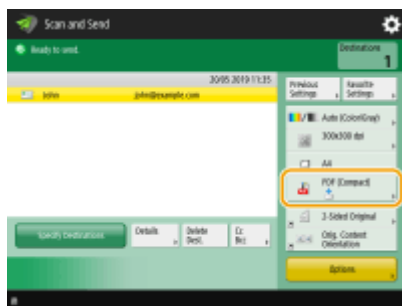 Scan and Send
Ready to send.
Destinations
1
20/05 2019 11:35
John john@example.com
Previous Settings
Favorite Settings
Auto (Color/Gray)
300x300 dpi
A4
PDF (Compact)
2-Sided Original
Orig. Content Orientation
Specify Destinations
Details
Delete Dest.
Cc Bcc
Options